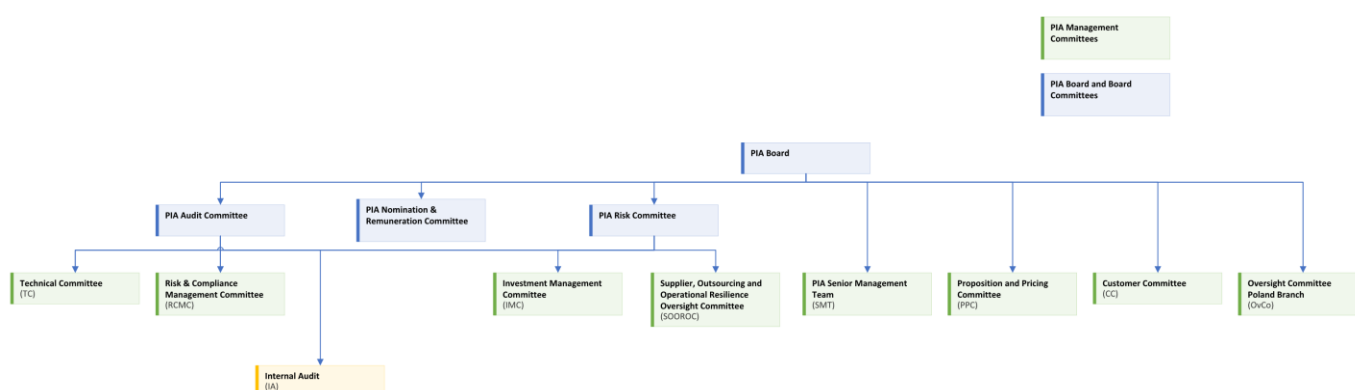 PIA Management
Committees
PIA Board and Board
Committees
PIA Board
PIA Audit Committee
PIA Nomination &
Remuneration Committee
PIA Risk Committee
Technical Committee
(TC)
Risk & Compliance
Management Committee
(RCMC)
Investment Management
Committee
(IMC)
Supplier, Outsourcing and
Operational Resilience
Oversight Committee
(SOOROC)
PIA Senior Management
Team
(SMT)
Proposition and Pricing
Committee
(PPC)
Customer Committee
(CC)
Oversight Committee
Poland Branch
(OvCo)
Internal Audit
(IA)